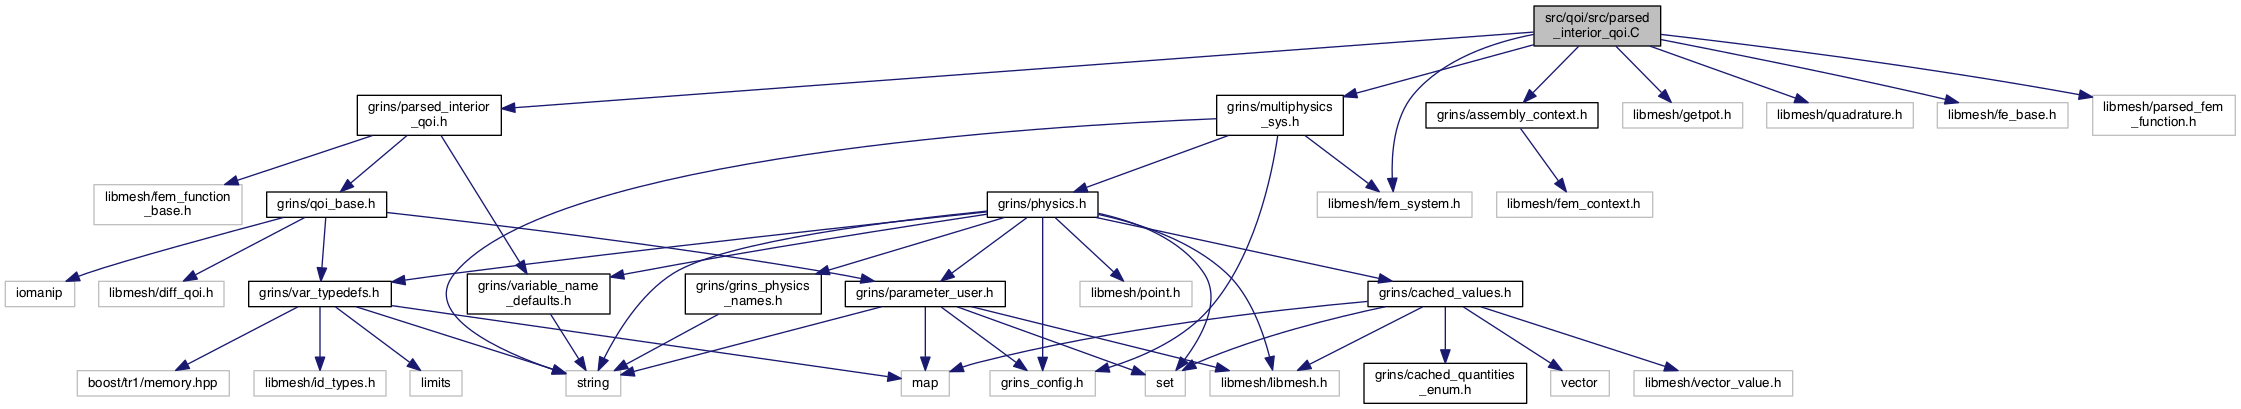 src/qoi/src/parsed
_interior_qoi.C
grins/parsed_interior
_qoi.h
grins/multiphysics
_sys.h
grins/assembly_context.h
libmesh/getpot.h
libmesh/quadrature.h
libmesh/fe_base.h
libmesh/parsed_fem
_function.h
libmesh/fem_function
_base.h
grins/qoi_base.h
grins/physics.h
libmesh/fem_system.h
libmesh/fem_context.h
iomanip
libmesh/diff_qoi.h
grins/var_typedefs.h
grins/variable_name
_defaults.h
grins/grins_physics
_names.h
grins/parameter_user.h
libmesh/point.h
grins/cached_values.h
boost/tr1/memory.hpp
libmesh/id_types.h
limits
string
map
grins_config.h
set
libmesh/libmesh.h
grins/cached_quantities
_enum.h
vector
libmesh/vector_value.h